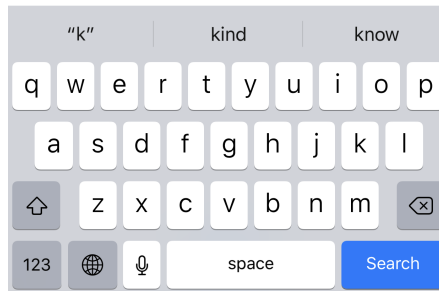 “k” kind know
q w e r t y u i o p
a s d f g h j k l
z x c v b n m
123 space Search